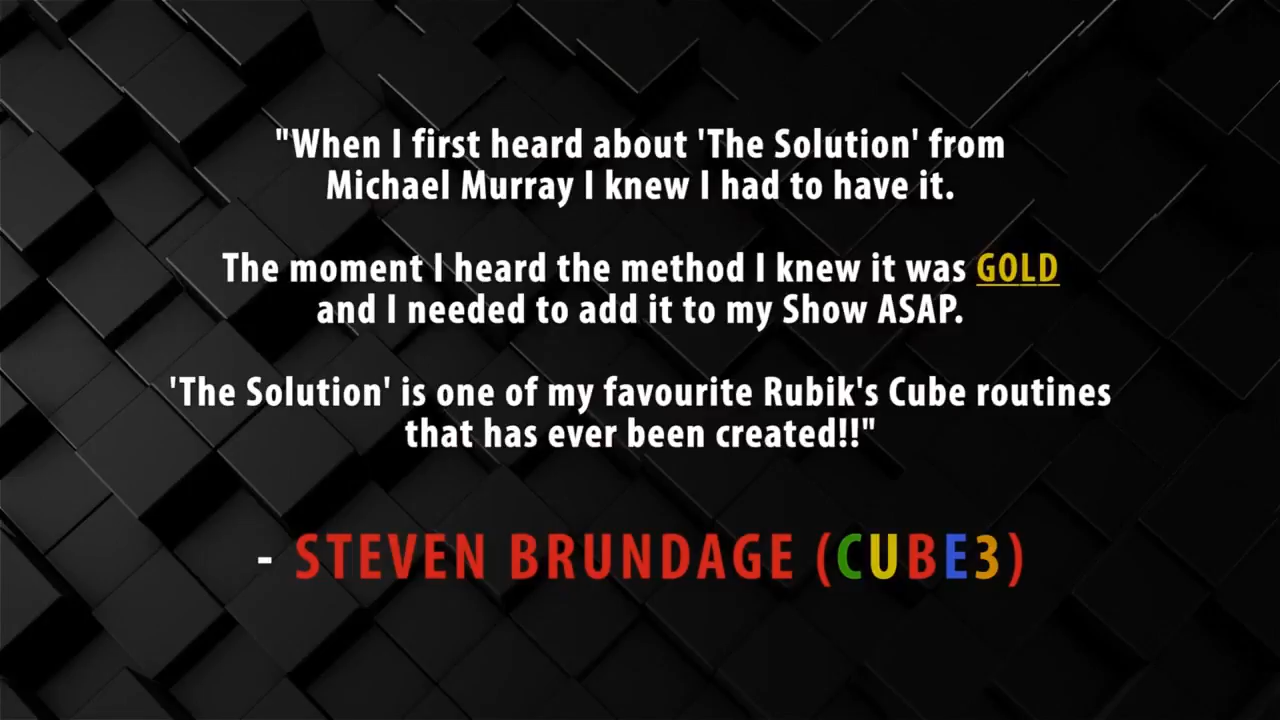 "When I first heard about 'The Solution' from
Michael Murray I knew I had to have it.
The moment I heard the method I knew it was GOLD
and I needed to add it to my Show ASAP.
'The Solution' is one of my favourite Rubik's Cube routines
that has ever been created!!"
- STEVEN BRUNDAGE (CUBE3)